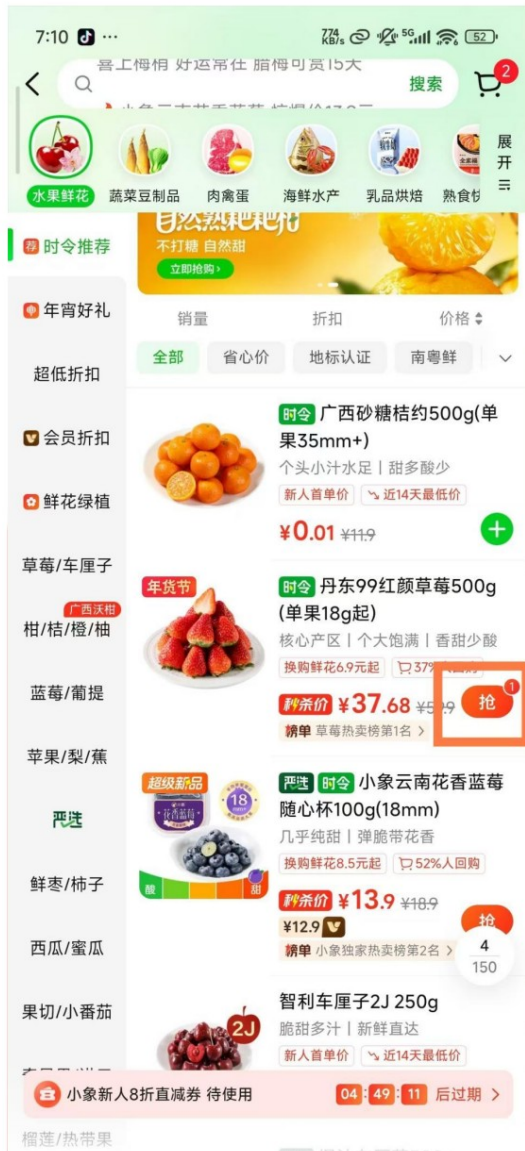 7:10 ··· 774 KB/s 5G 52
喜上梅梢 好运常在 腊梅可赏15天
搜索
2
水果鲜花 蔬菜豆制品 肉禽蛋 海鲜水产 乳品烘焙 熟食
展开
自然熟粑粑柑
不打糖 自然甜
立即抢购›
荐 时令推荐
年宵好礼
超低折扣
会员折扣
鲜花绿植
草莓/车厘子
广西沃柑
柑/桔/橙/柚
蓝莓/葡提
苹果/梨/蕉
严选
鲜枣/柿子
西瓜/蜜瓜
果切/小番茄
榴莲/热带果
销量 折扣 价格
全部 省心价 地标认证 南粤鲜
时令 广西砂糖桔约500g(单
果35mm+)
个头小汁水足 | 甜多酸少
新人首单价 近14天最低价
¥0.01 ¥11.9
年货节
时令 丹东99红颜草莓500g
(单果18g起)
核心产区 | 个大饱满 | 香甜少酸
换购鲜花6.9元起 37%
秒杀价 ¥37.68
抢
1
榜单 草莓热卖榜第1名 >
超级新品
花香蓝莓
18
酸 甜
严选 时令 小象云南花香蓝莓
随心杯100g(18mm)
几乎纯甜 | 弹脆带花香
换购鲜花8.5元起 52%人回购
秒杀价 ¥13.9 ¥18.9
¥12.9
抢
榜单 小象独家热卖榜第2名 >
4
150
2J
智利车厘子2J 250g
脆甜多汁 | 新鲜直达
新人首单价 近14天最低价
小象新人8折直减券 待使用 04:49:11 后过期 >